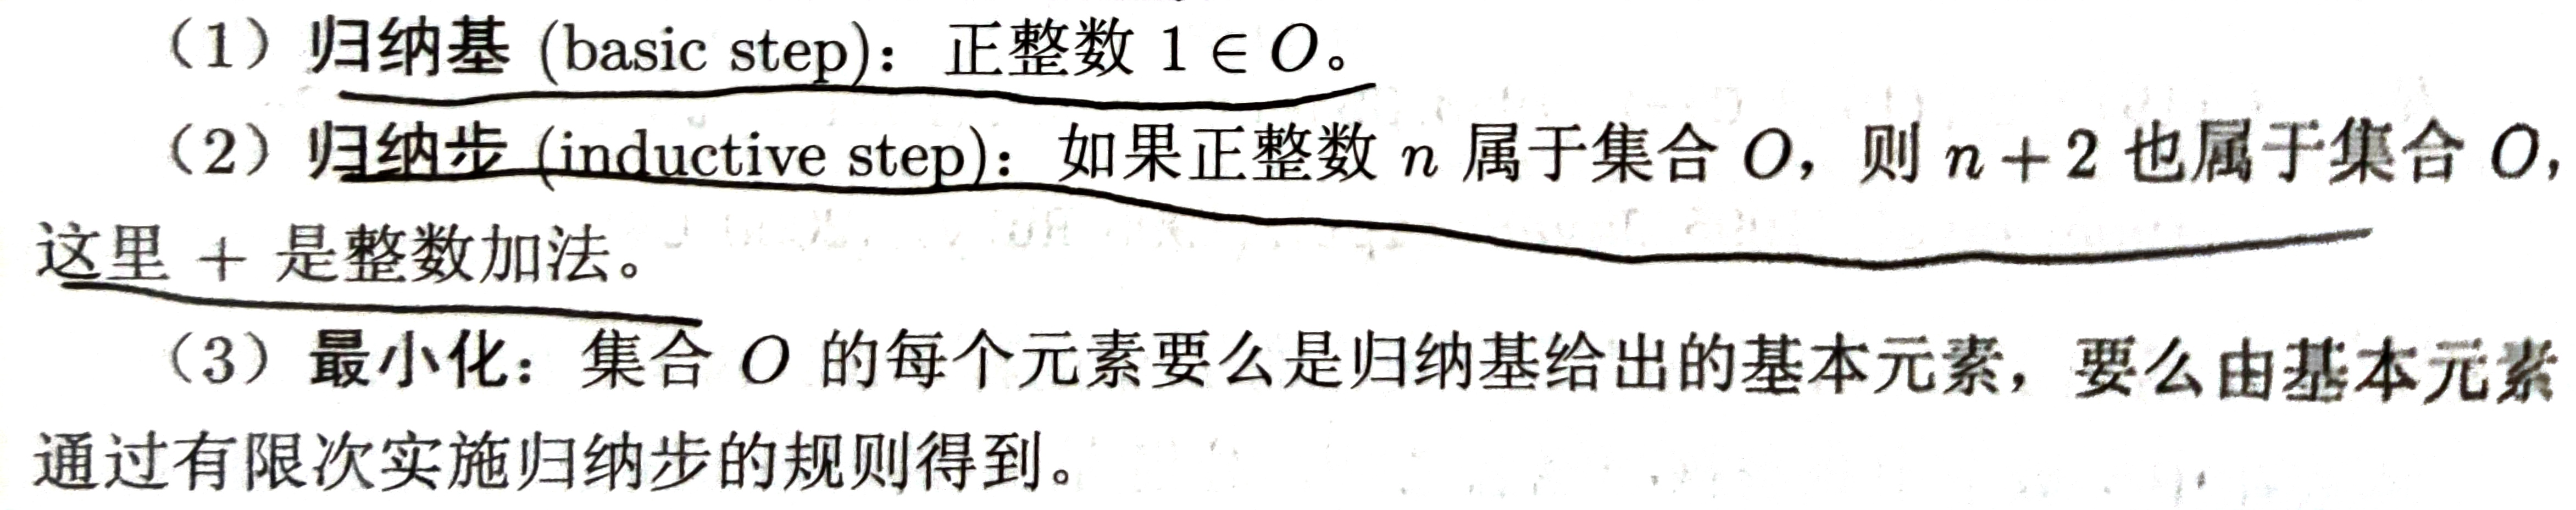 （1）归纳基 (basic step)：正整数 1 ∈ O。
（2）归纳步 (inductive step)：如果正整数 n 属于集合 O，则 n + 2 也属于集合 O，
这里 + 是整数加法。
（3）最小化：集合 O 的每个元素要么是归纳基给出的基本元素，要么由基本元素
通过有限次实施归纳步的规则得到。